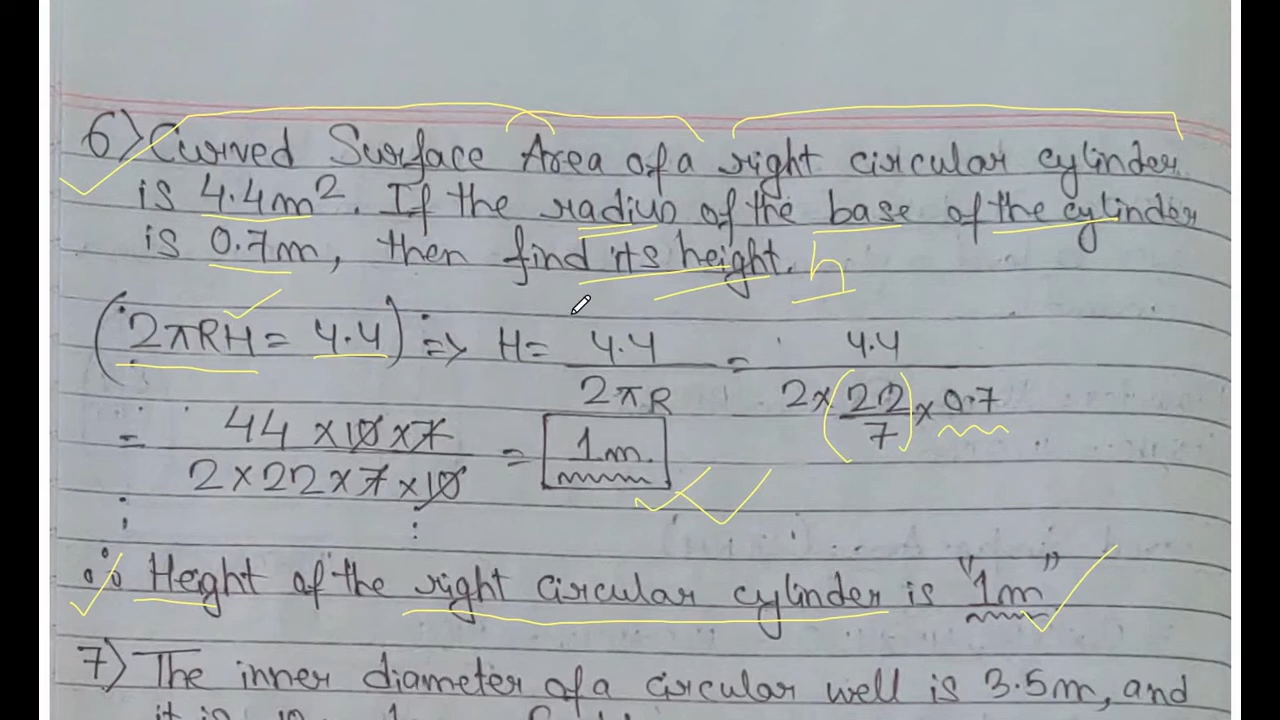 6) Curved Surface Area of a right circular cylinder
is 4.4m². If the radius of the base of the cylinder
is 0.7m, then find its height. h
(2πRH = 4.4) => H = 4.4 / 2πR = 4.4 / 2 × (22/7) × 0.7
= 44 × 10 × 7 / 2 × 22 × 7 × 10 = 1m.
∴ Height of the right circular cylinder is "1m"
7) The inner diameter of a circular well is 3.5m, and
it is